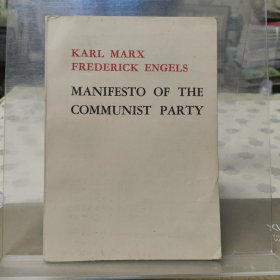 KARL MARX
FREDERICK ENGELS
MANIFESTO OF THE
COMMUNIST PARTY